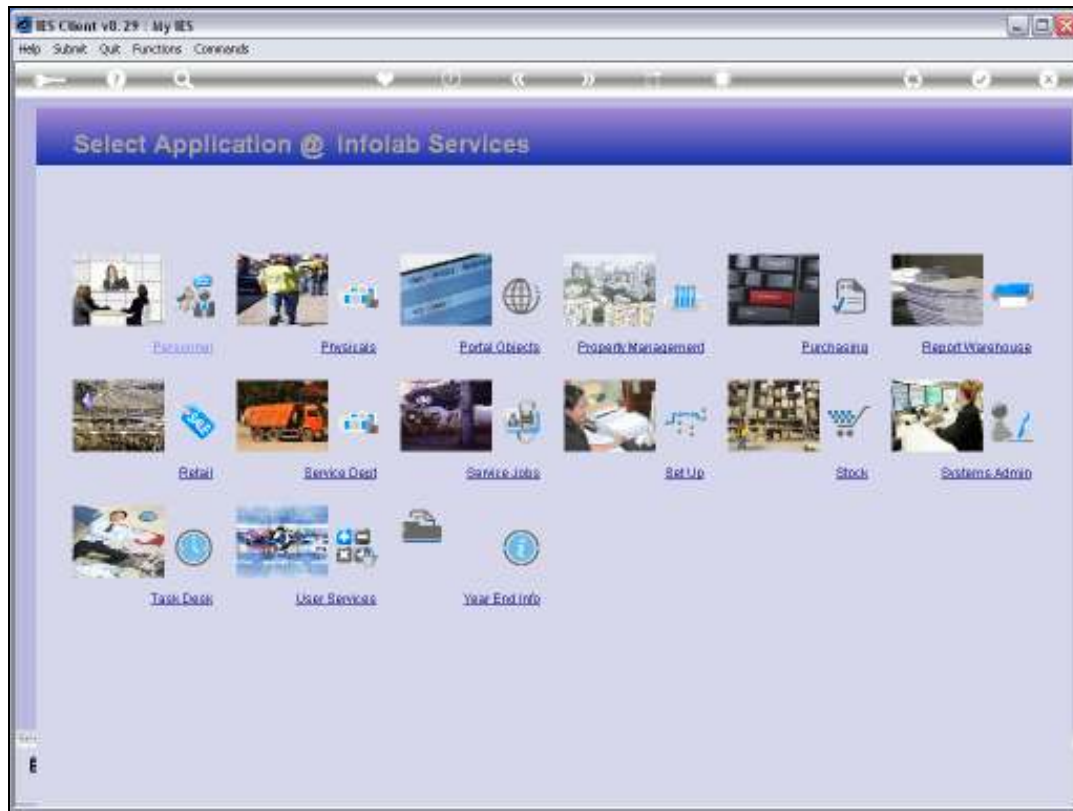 IES Client v0.29 : My IES
Help Submit Quit Functions Commands
Select Application @ Infolab Services
Personnel Physicals Portal Objects Property Management Purchasing Report Warehouse
SALE
Retail Service Dept Service Jobs Set Up Stock Systems Admin
Task Desk User Services Year End Info